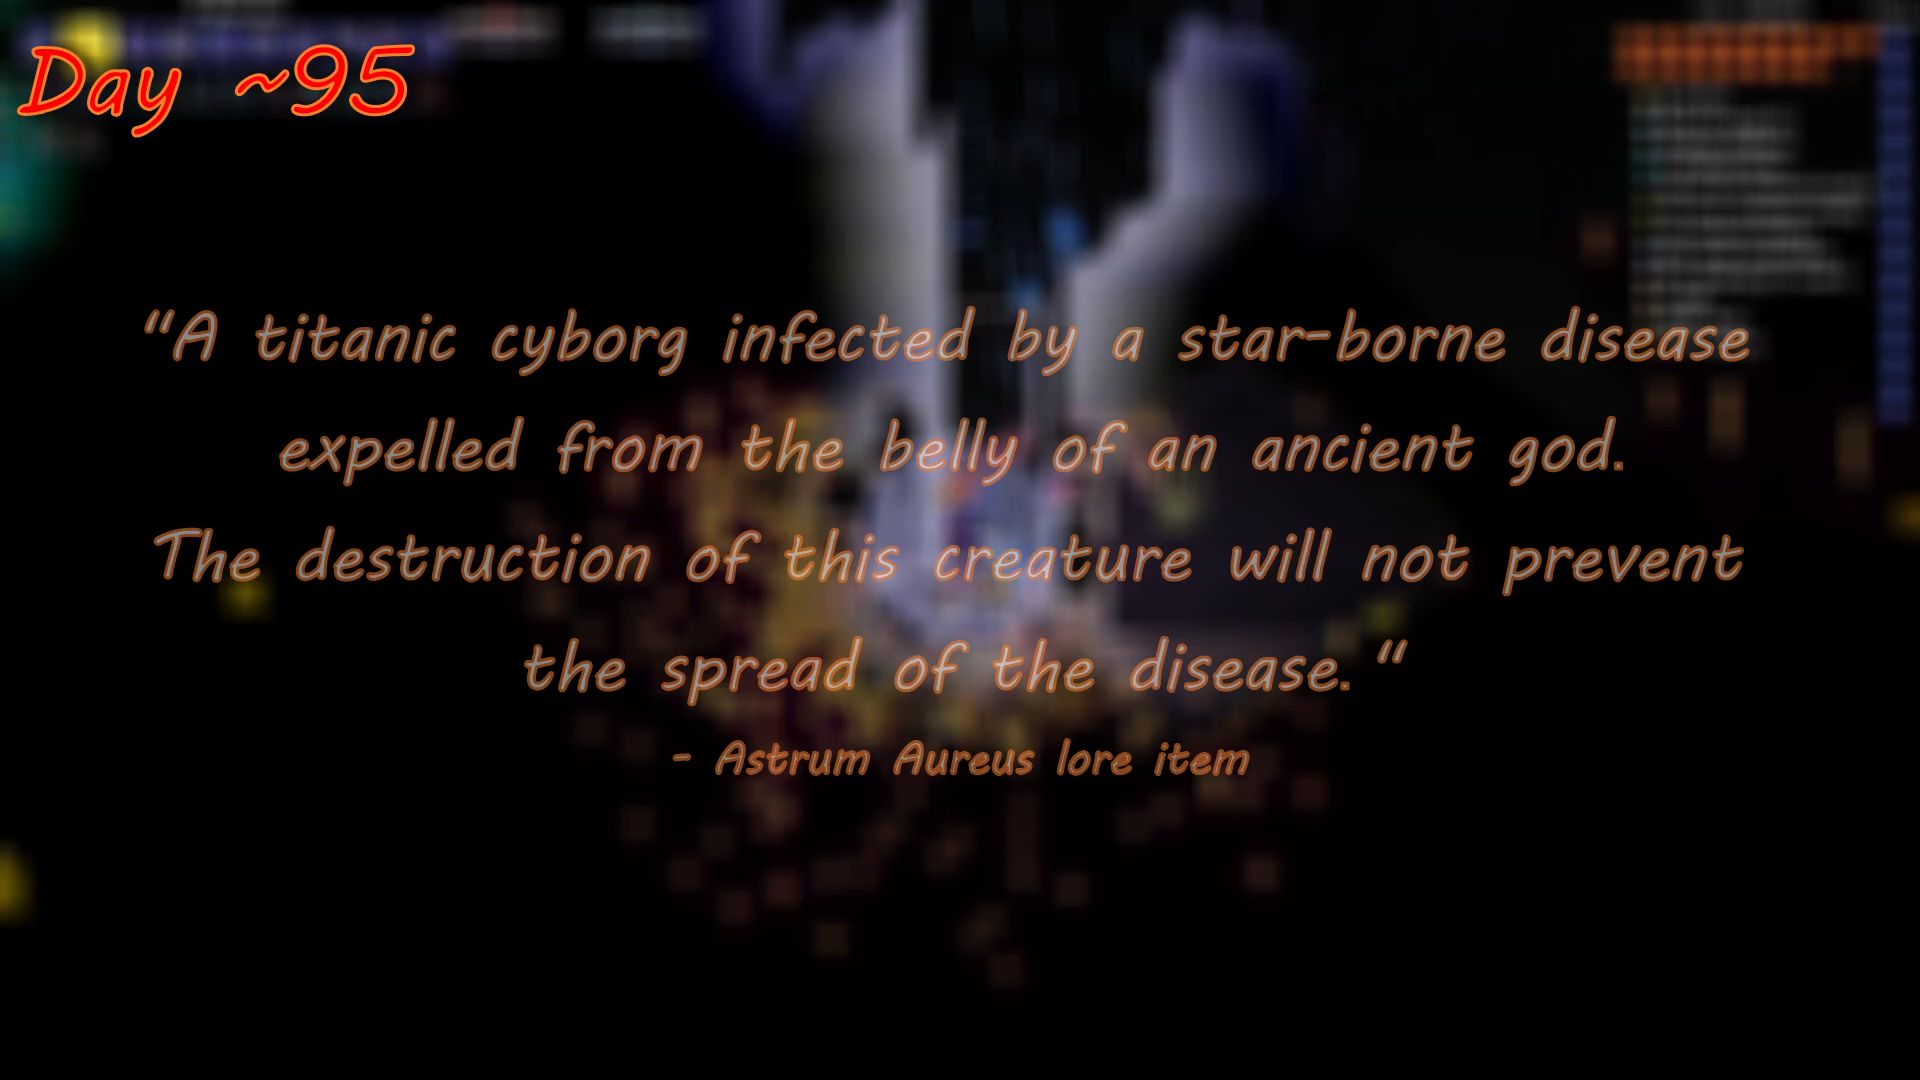 Day ~95
"A titanic cyborg infected by a star-borne disease
expelled from the belly of an ancient god.
The destruction of this creature will not prevent
the spread of the disease. "
- Astrum Aureus lore item